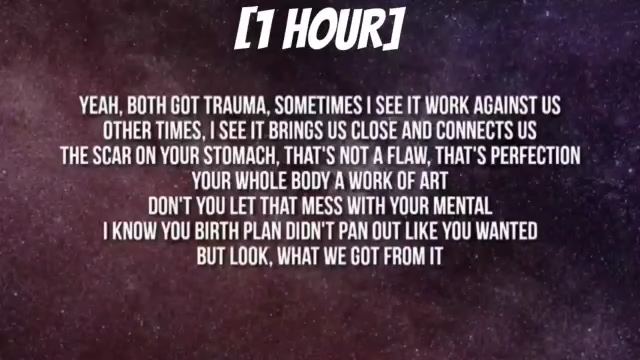 [1 HOUR]
YEAH, BOTH GOT TRAUMA, SOMETIMES I SEE IT WORK AGAINST US
OTHER TIMES, I SEE IT BRINGS US CLOSE AND CONNECTS US
THE SCAR ON YOUR STOMACH, THAT'S NOT A FLAW, THAT'S PERFECTION
YOUR WHOLE BODY A WORK OF ART
DON'T YOU LET THAT MESS WITH YOUR MENTAL
I KNOW YOU BIRTH PLAN DIDN'T PAN OUT LIKE YOU WANTED
BUT LOOK, WHAT WE GOT FROM IT